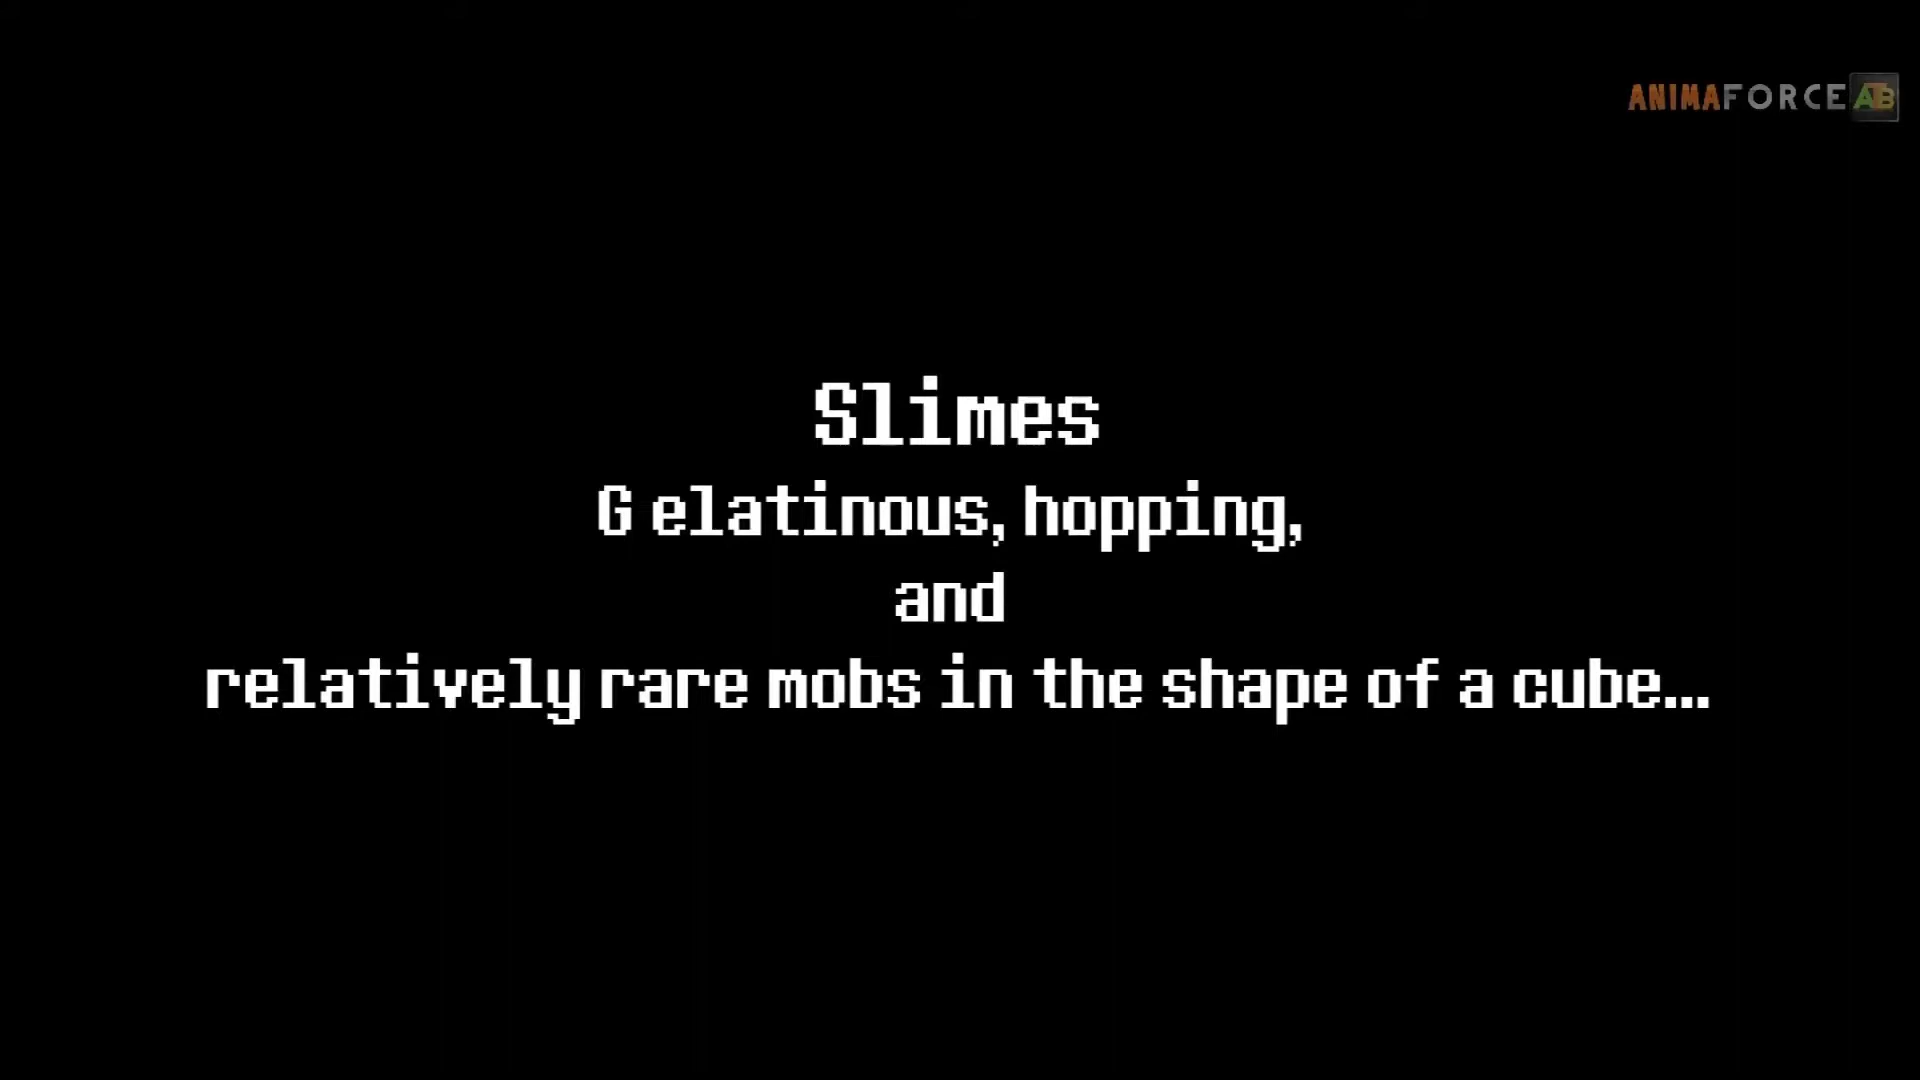 ANIMAFORCE AB
Slimes
G elatinous, hopping,
and
relatively rare mobs in the shape of a cube...